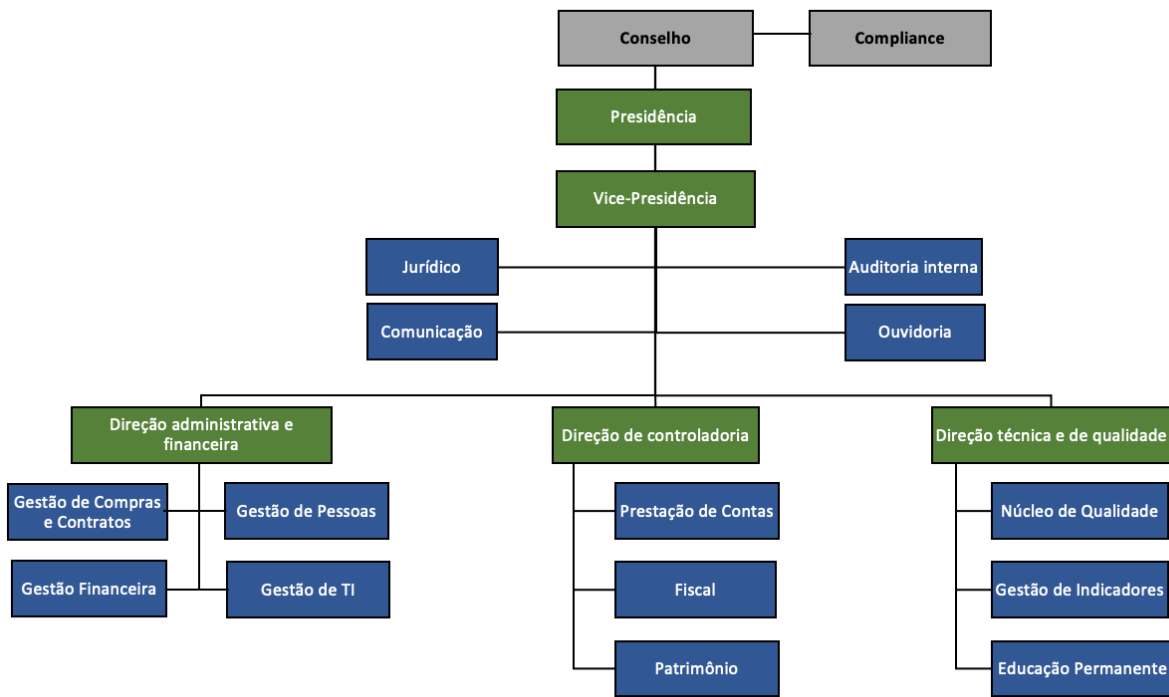 Conselho
Compliance
Presidência
Vice-Presidência
Jurídico
Auditoria interna
Comunicação
Ouvidoria
Direção administrativa e
financeira
Direção de controladoria
Direção técnica e de qualidade
Gestão de Compras
e Contratos
Gestão de Pessoas
Prestação de Contas
Núcleo de Qualidade
Gestão Financeira
Gestão de TI
Fiscal
Gestão de Indicadores
Patrimônio
Educação Permanente